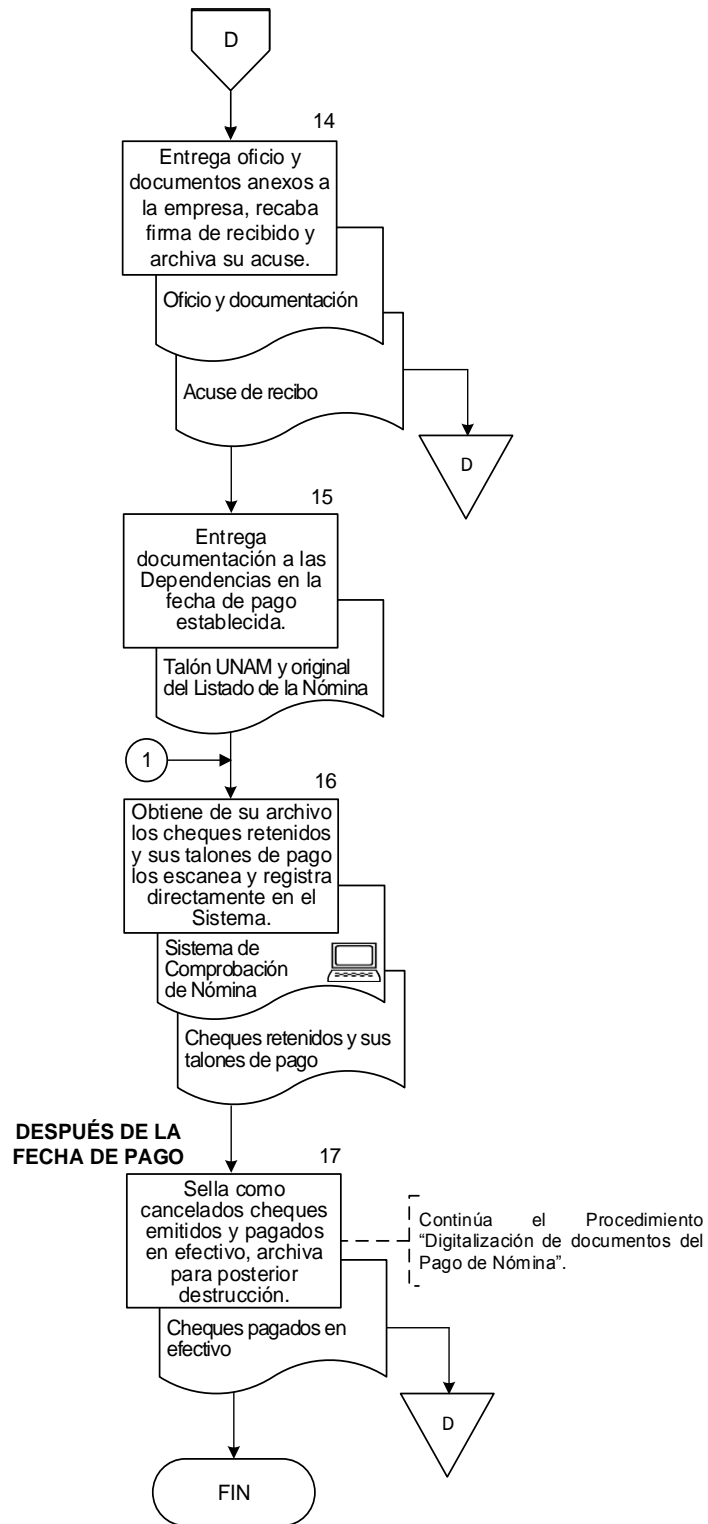 D
14
Entrega oficio y
documentos anexos a
la empresa, recaba
firma de recibido y
archiva su acuse.
Oficio y documentación
Acuse de recibo
D
15
Entrega
documentación a las
Dependencias en la
fecha de pago
establecida.
Talón UNAM y original
del Listado de la Nómina
1
16
Obtiene de su archivo
los cheques retenidos
y sus talones de pago
los escanea y registra
directamente en el
Sistema.
Sistema de
Comprobación
de Nómina
Cheques retenidos y sus
talones de pago
DESPUÉS DE LA
FECHA DE PAGO
17
Sella como
cancelados cheques
emitidos y pagados
en efectivo, archiva
para posterior
destrucción.
Continúa el Procedimiento
“Digitalización de documentos del
Pago de Nómina”.
Cheques pagados en
efectivo
D
FIN